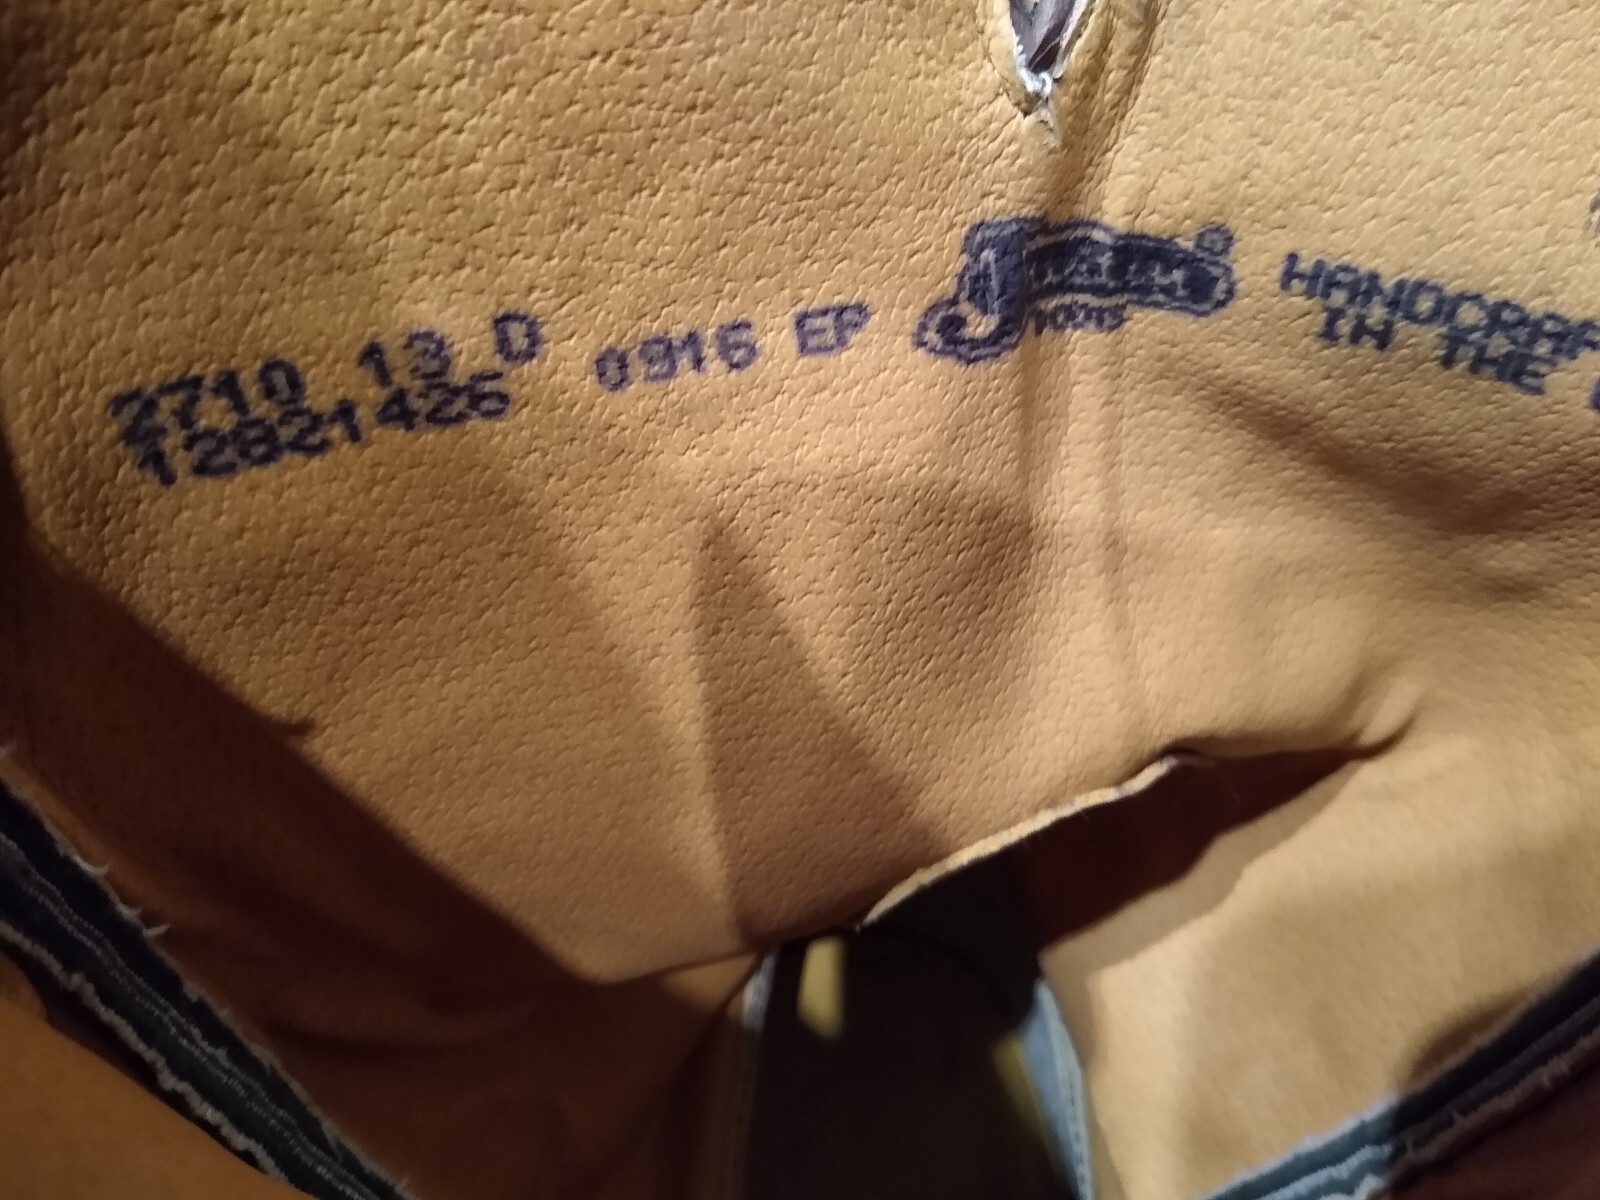 2710 13 D
12821426
0916 EP
J
HANDCRAF
IN THE